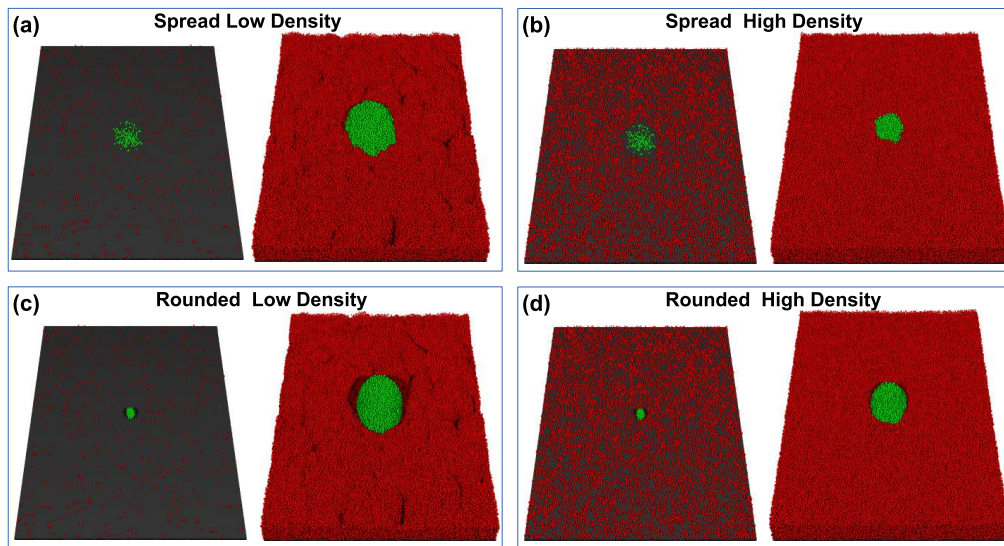 (a) Spread Low Density
(b) Spread High Density
(c) Rounded Low Density
(d) Rounded High Density